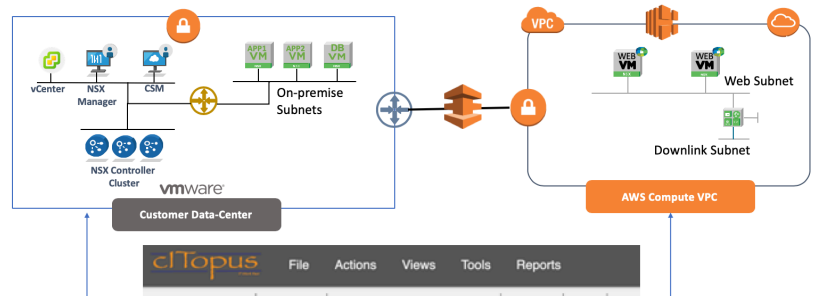 APP1 VM
APP2 VM
DB VM
vCenter
NSX Manager
CSM
On-premise Subnets
NSX Controller Cluster
vmware
Customer Data-Center
VPC
WEB VM
WEB VM
Web Subnet
Downlink Subnet
AWS Compute VPC
cITopus
File Actions Views Tools Reports